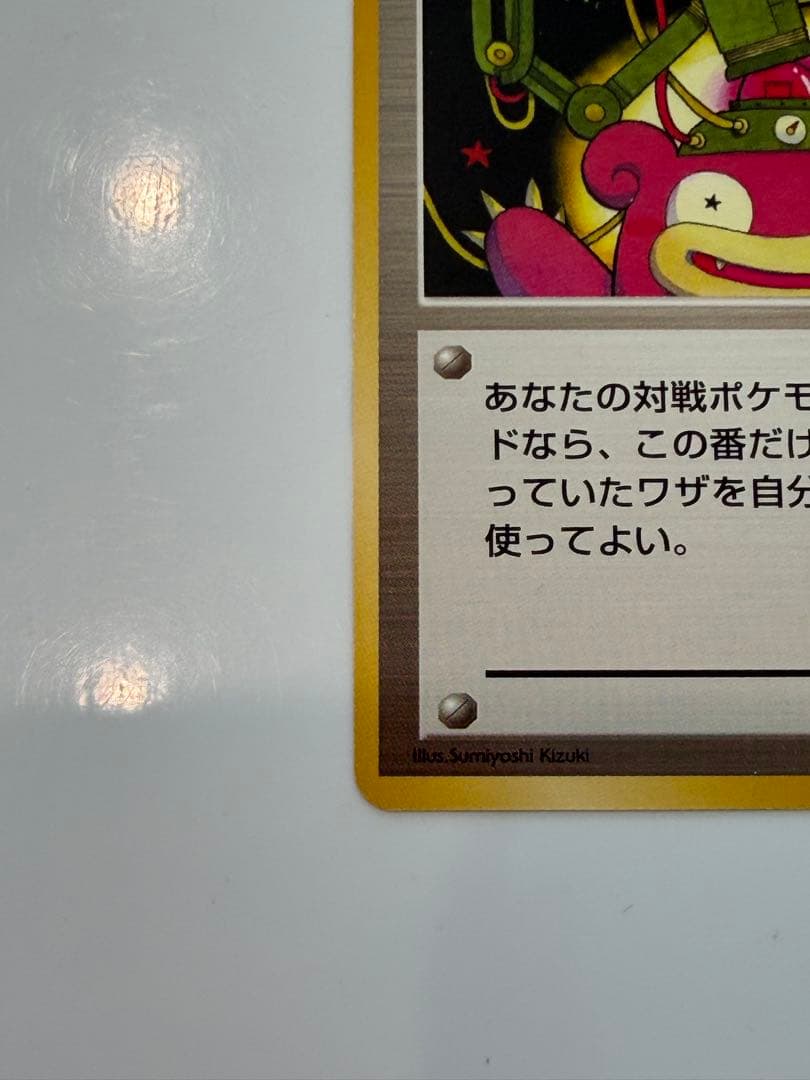 あなたの対戦ポケモ
ドなら、この番だけ
っていたワザを自分
使ってよい。
Illus.Sumiyoshi Kizuki